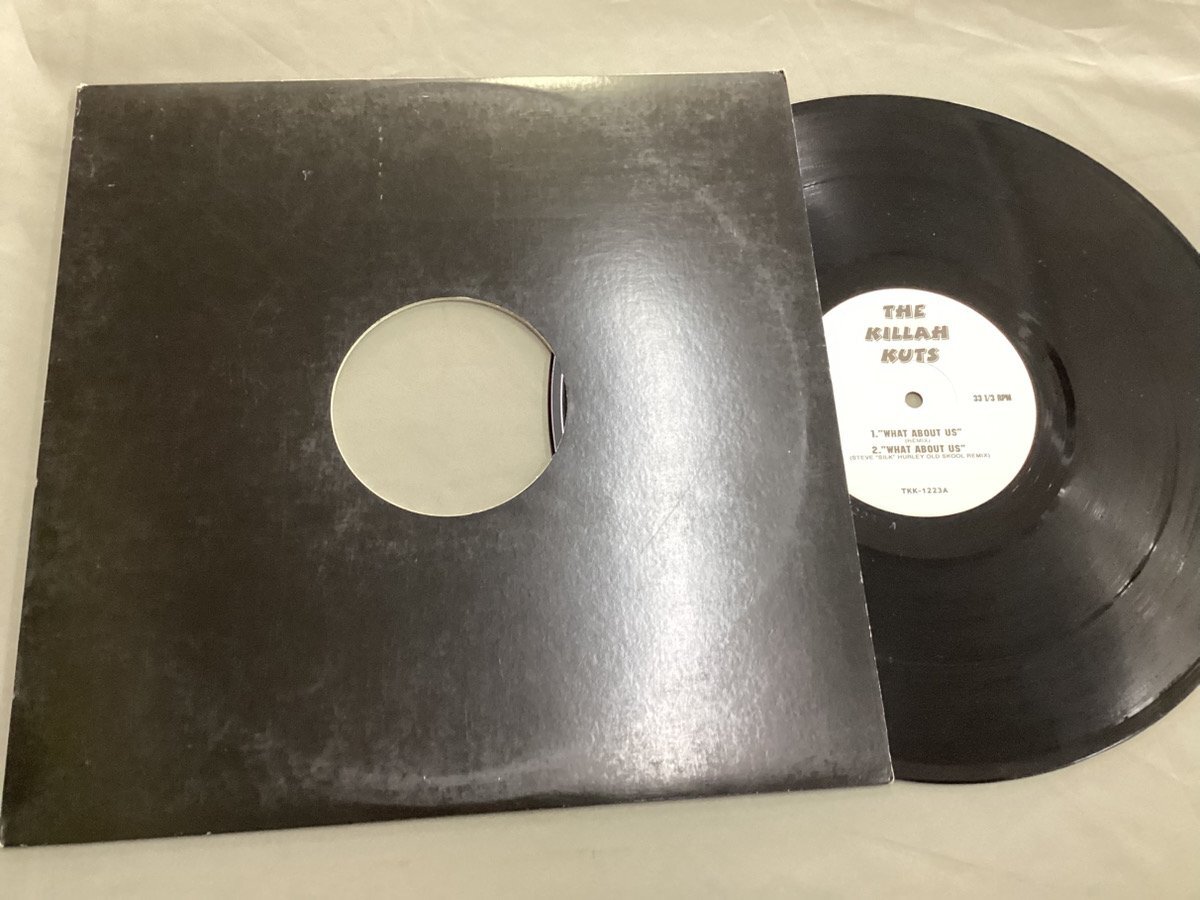 THE
KILLAH
KUTS
33 1/3 RPM
1."WHAT ABOUT US"
(REMIX)
2."WHAT ABOUT US"
(STEVE "SILK" HURLEY OLD SKOOL REMIX)
TKK-1223A